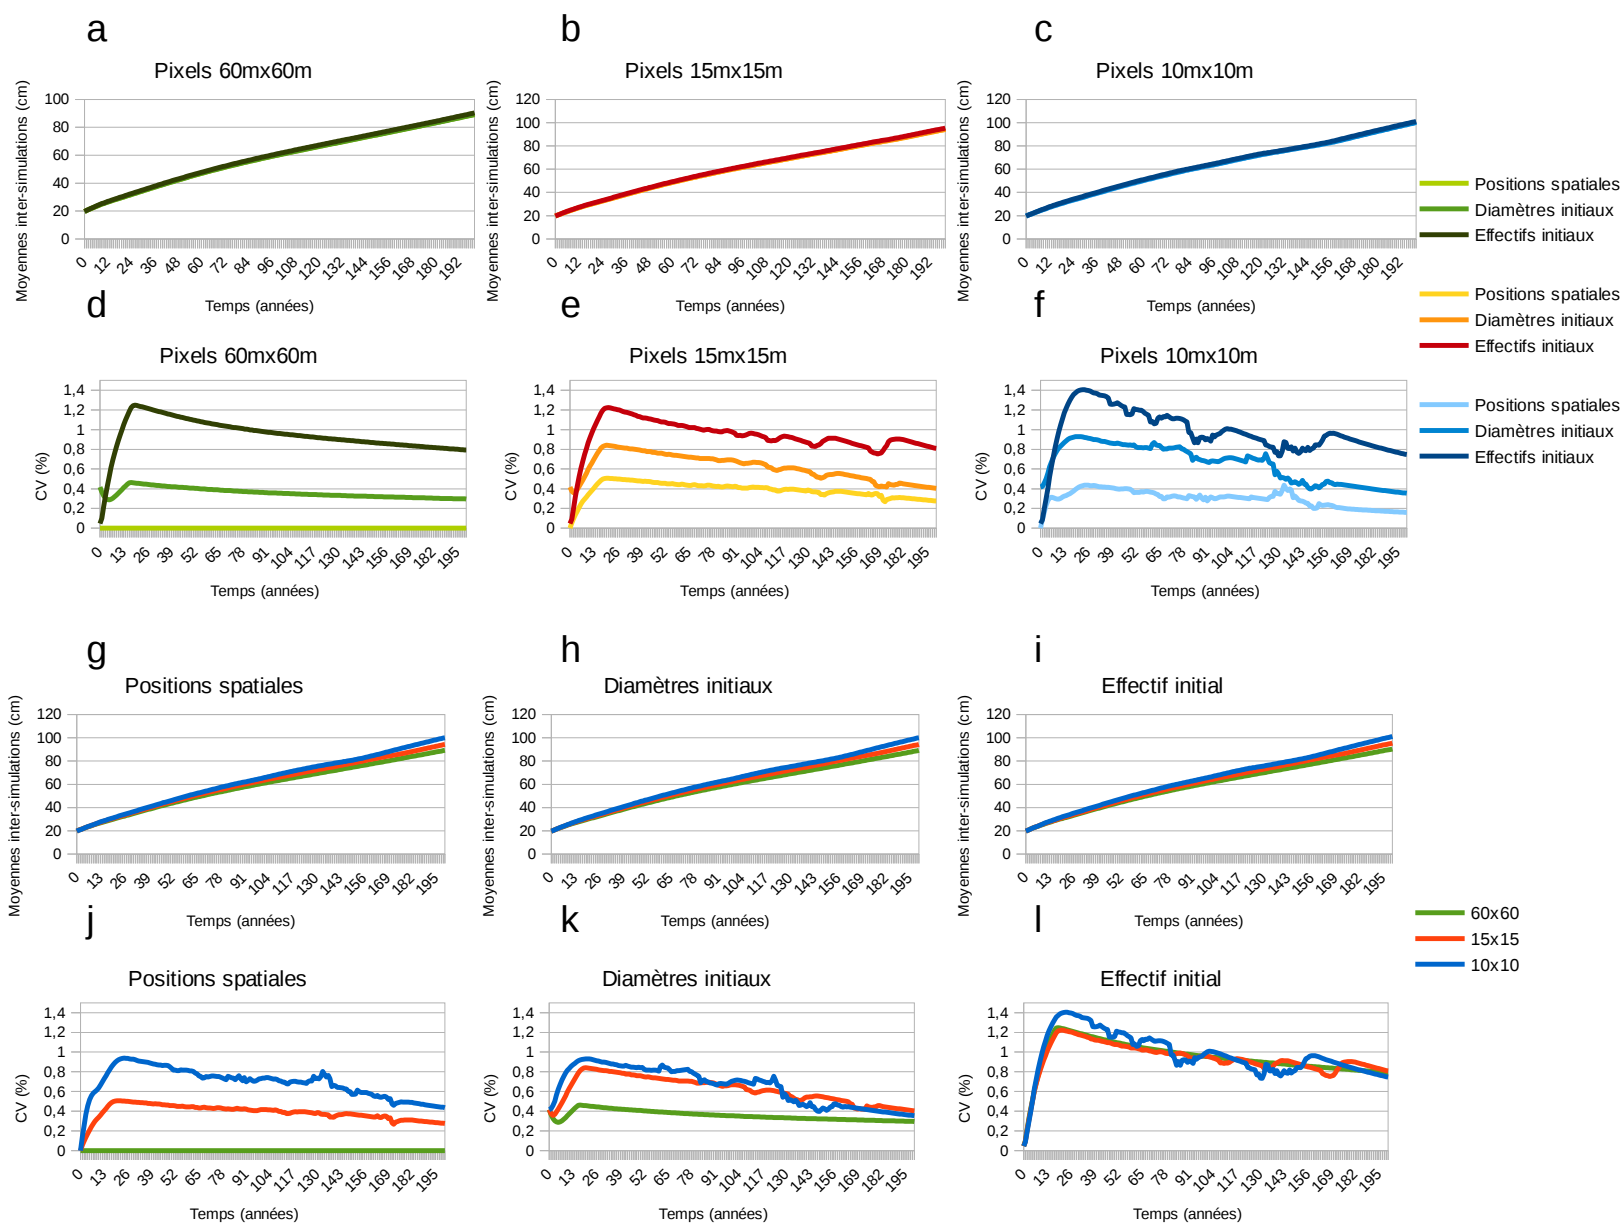 a
b
c
Pixels 60mx60m
Pixels 15mx15m
Pixels 10mx10m
Moyennes inter-simulations (cm)
100
80
60
40
20
0
0 12 24 36 48 60 72 84 96 108 120 132 144 156 168 180 192
Temps (années)
Moyennes inter-simulations (cm)
120
100
80
60
40
20
0
0 12 24 36 48 60 72 84 96 108 120 132 144 156 168 180 192
Temps (années)
Moyennes inter-simulations (cm)
120
100
80
60
40
20
0
0 12 24 36 48 60 72 84 96 108 120 132 144 156 168 180 192
Temps (années)
Positions spatiales
Diamètres initiaux
Effectifs initiaux
Positions spatiales
Diamètres initiaux
Effectifs initiaux
Positions spatiales
Diamètres initiaux
Effectifs initiaux
d
e
f
Pixels 60mx60m
Pixels 15mx15m
Pixels 10mx10m
CV (%)
1,4
1,2
1
0,8
0,6
0,4
0,2
0
0 13 26 39 52 65 78 91 104 117 130 143 156 169 182 195
Temps (années)
CV (%)
1,4
1,2
1
0,8
0,6
0,4
0,2
0
0 13 26 39 52 65 78 91 104 117 130 143 156 169 182 195
Temps (années)
CV (%)
1,4
1,2
1
0,8
0,6
0,4
0,2
0
0 13 26 39 52 65 78 91 104 117 130 143 156 169 182 195
Temps (années)
g
h
i
Positions spatiales
Diamètres initiaux
Effectif initial
Moyennes inter-simulations (cm)
120
100
80
60
40
20
0
0 13 26 39 52 65 78 91 104 117 130 143 156 169 182 195
Temps (années)
Moyennes inter-simulations (cm)
120
100
80
60
40
20
0
0 13 26 39 52 65 78 91 104 117 130 143 156 169 182 195
Temps (années)
Moyennes inter-simulations (cm)
120
100
80
60
40
20
0
0 13 26 39 52 65 78 91 104 117 130 143 156 169 182 195
Temps (années)
60x60
15x15
10x10
j
k
l
Positions spatiales
Diamètres initiaux
Effectif initial
CV (%)
1,4
1,2
1
0,8
0,6
0,4
0,2
0
0 13 26 39 52 65 78 91 104 117 130 143 156 169 182 195
Temps (années)
CV (%)
1,4
1,2
1
0,8
0,6
0,4
0,2
0
0 13 26 39 52 65 78 91 104 117 130 143 156 169 182 195
Temps (années)
CV (%)
1,4
1,2
1
0,8
0,6
0,4
0,2
0
0 13 26 39 52 65 78 91 104 117 130 143 156 169 182 195
Temps (années)